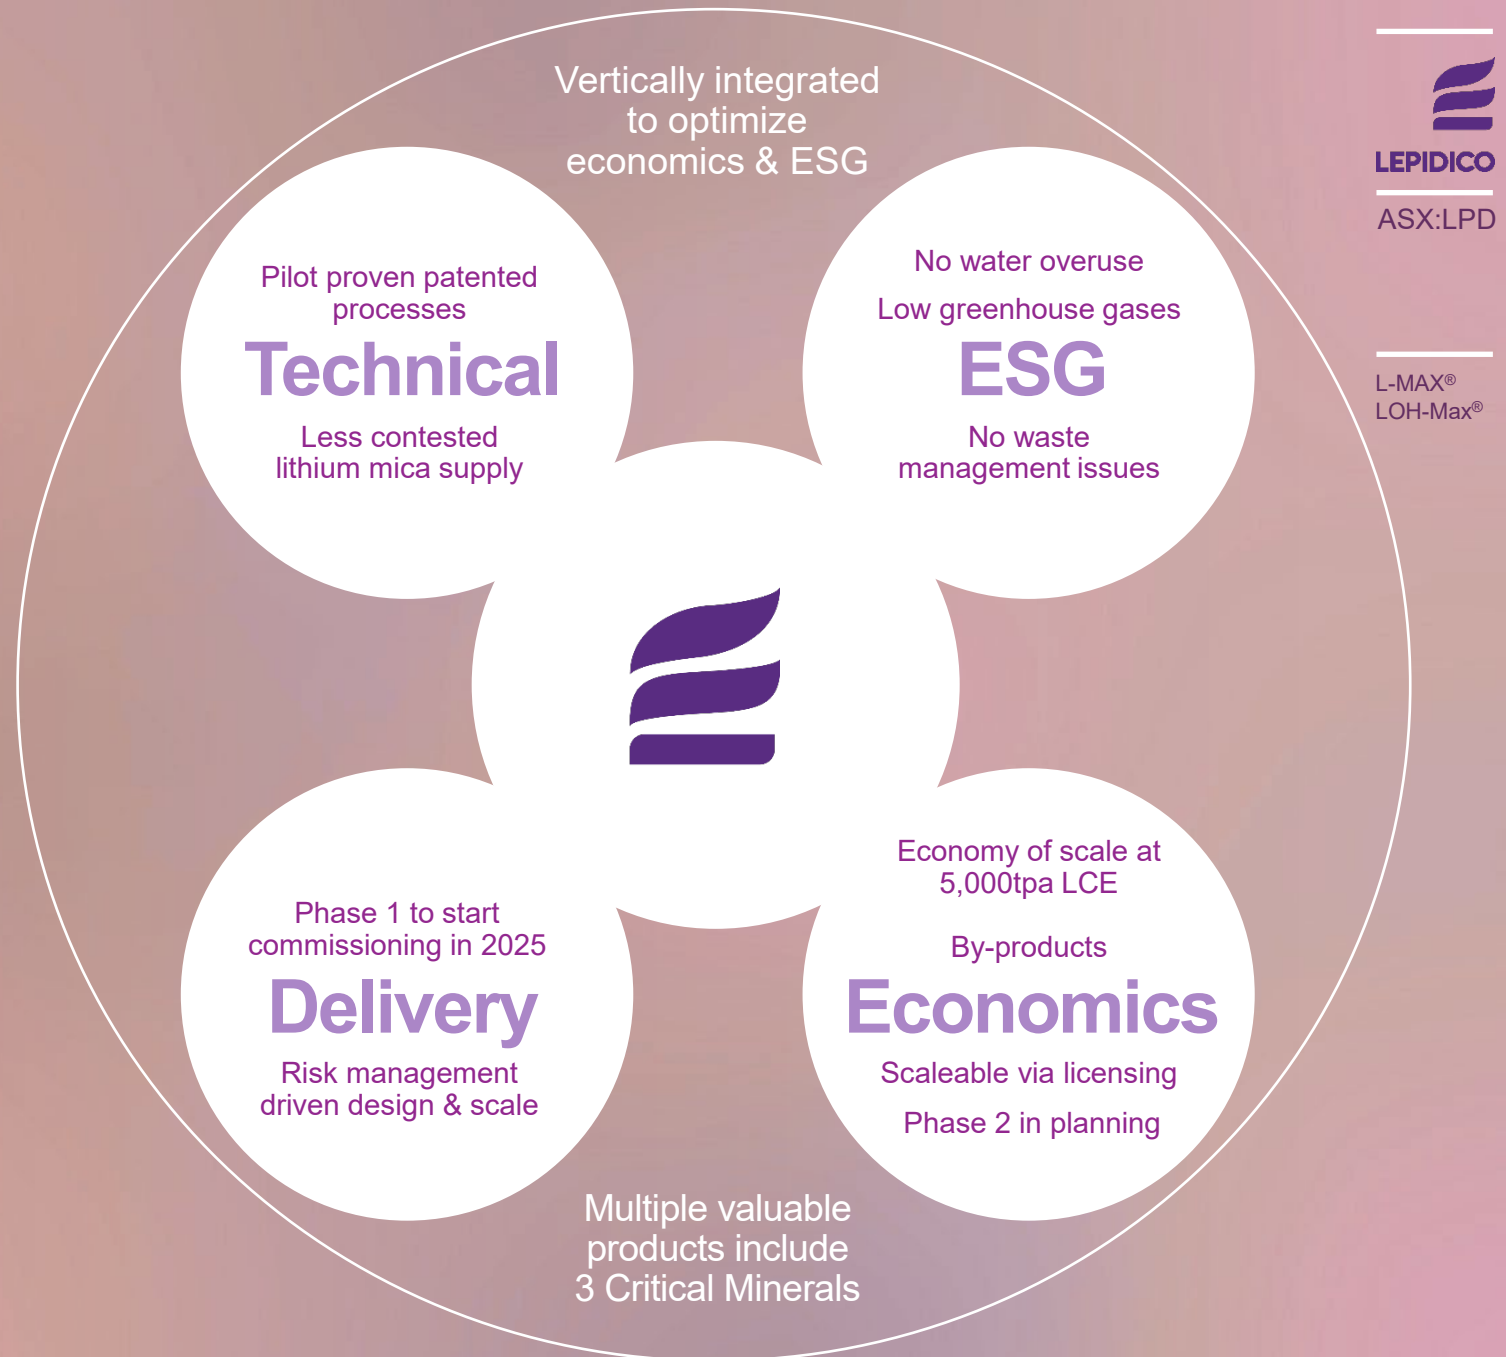 Vertically integrated
to optimize
economics & ESG
Pilot proven patented
processes
Technical
Less contested
lithium mica supply
No water overuse
Low greenhouse gases
ESG
No waste
management issues
Phase 1 to start
commissioning in 2025
Delivery
Risk management
driven design & scale
Economy of scale at
5,000tpa LCE
By-products
Economics
Scaleable via licensing
Phase 2 in planning
Multiple valuable
products include
3 Critical Minerals
LEPIDICO
ASX:LPD
L-MAX®
LOH-Max®